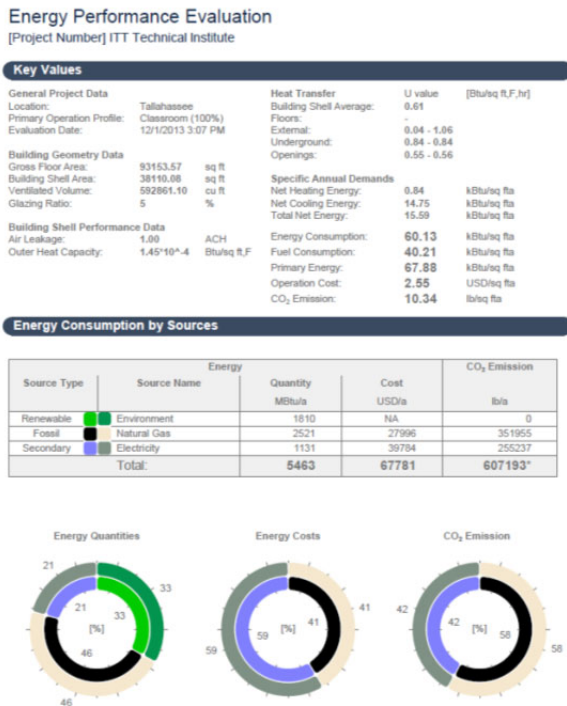 Energy Performance Evaluation
[Project Number] ITT Technical Institute
Key Values
General Project Data
Location: Tallahassee
Primary Operation Profile: Classroom (100%)
Evaluation Date: 12/1/2013 3:07 PM
Building Geometry Data
Gross Floor Area: 93153.57 sq ft
Building Shell Area: 38110.08 sq ft
Ventilated Volume: 592861.10 cu ft
Glazing Ratio: 5 %
Building Shell Performance Data
Air Leakage: 1.00 ACH
Outer Heat Capacity: 1.45*10^-4 Btu/sq ft,F
Heat Transfer U value [Btu/sq ft,F,hr]
Building Shell Average: 0.61
Floors: -
External: 0.04 - 1.06
Underground: 0.84 - 0.84
Openings: 0.55 - 0.56
Specific Annual Demands
Net Heating Energy: 0.84 kBtu/sq fta
Net Cooling Energy: 14.75 kBtu/sq fta
Total Net Energy: 15.59 kBtu/sq fta
Energy Consumption: 60.13 kBtu/sq fta
Fuel Consumption: 40.21 kBtu/sq fta
Primary Energy: 67.88 kBtu/sq fta
Operation Cost: 2.55 USD/sq fta
CO₂ Emission: 10.34 lb/sq fta
Energy Consumption by Sources
Energy CO₂ Emission
Source Type Source Name Quantity Cost
MBtu/a USD/a lb/a
Renewable Environment 1810 NA 0
Fossil Natural Gas 2521 27996 351955
Secondary Electricity 1131 39784 255237
Total: 5463 67781 607193*
Energy Quantities
21
33
21
33
[%]
46
46
Energy Costs
41
59
[%]
41
59
CO₂ Emission
42
42
[%]
58
58